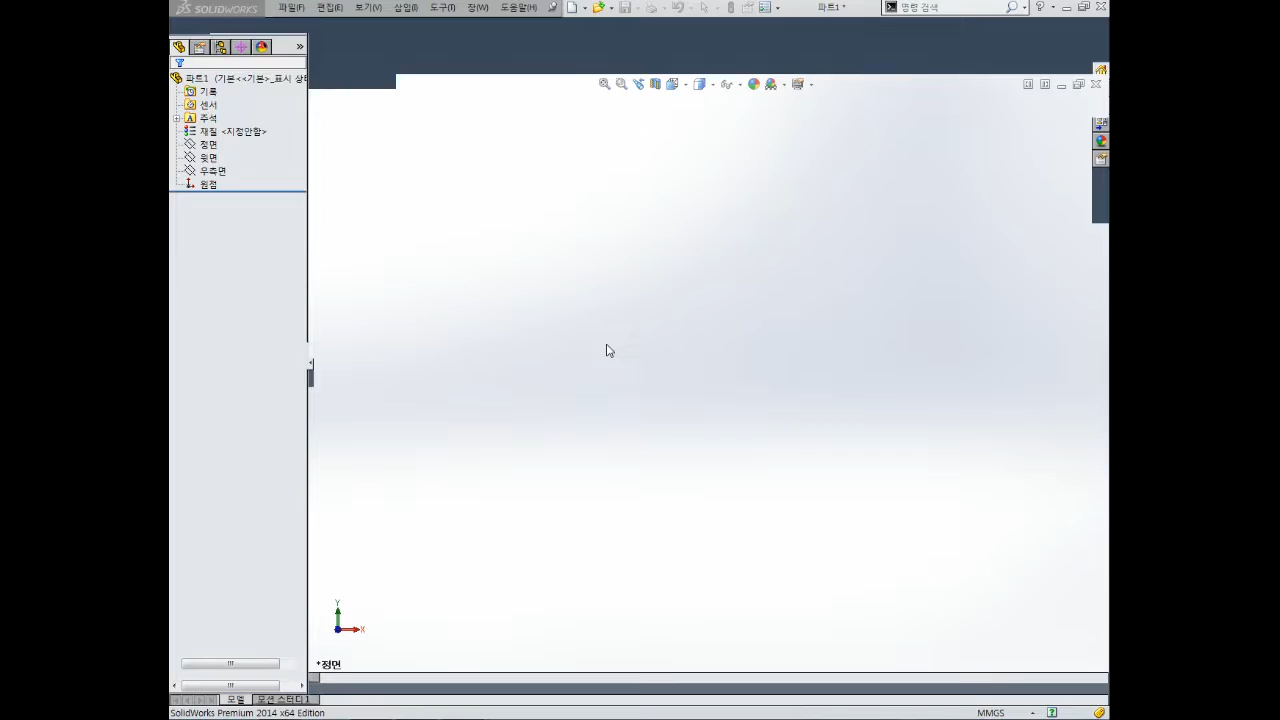 SOLIDWORKS 파일(F) 편집(E) 보기(V) 삽입(I) 도구(T) 창(W) 도움말(H) 파트1 * 명령 검색
파트1 (기본<<기본>_표시 상태
기록
센서
주석
재질 <지정안함>
정면
윗면
우측면
원점
Y
X
*정면
모델 모션 스터디 1
SolidWorks Premium 2014 x64 Edition MMGS